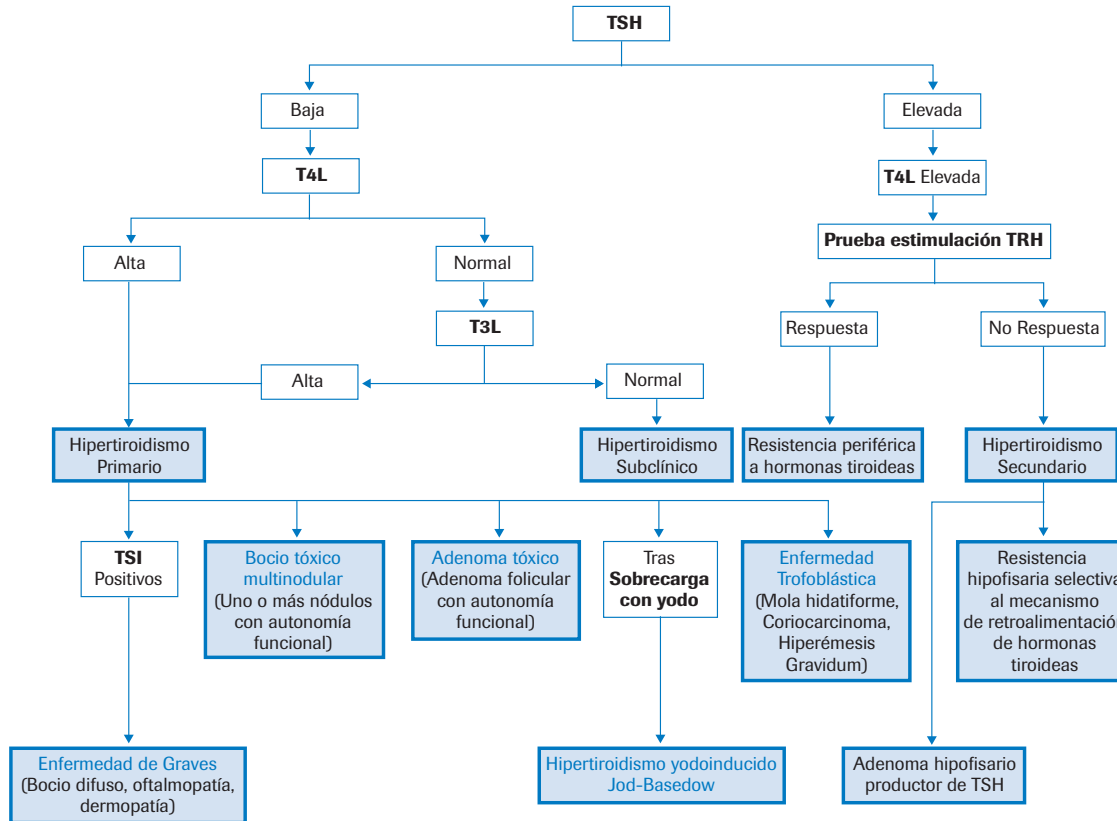 TSH
Baja
Elevada
T4L
T4L Elevada
Prueba estimulación TRH
Alta
Normal
T3L
Respuesta
No Respuesta
Alta
Normal
Hipertiroidismo
Primario
Hipertiroidismo
Subclínico
Resistencia periférica
a hormonas tiroideas
Hipertiroidismo
Secundario
TSI
Positivos
Bocio tóxico
multinodular
(Uno o más nódulos
con autonomía
funcional)
Adenoma tóxico
(Adenoma folicular
con autonomía
funcional)
Tras
Sobrecarga
con yodo
Enfermedad
Trofoblástica
(Mola hidatiforme,
Coriocarcinoma,
Hiperémesis
Gravidum)
Resistencia
hipofisaria selectiva
al mecanismo
de retroalimentación
de hormonas
tiroideas
Enfermedad de Graves
(Bocio difuso, oftalmopatía,
dermopatía)
Hipertiroidismo yodoinducido
Jod-Basedow
Adenoma hipofisario
productor de TSH